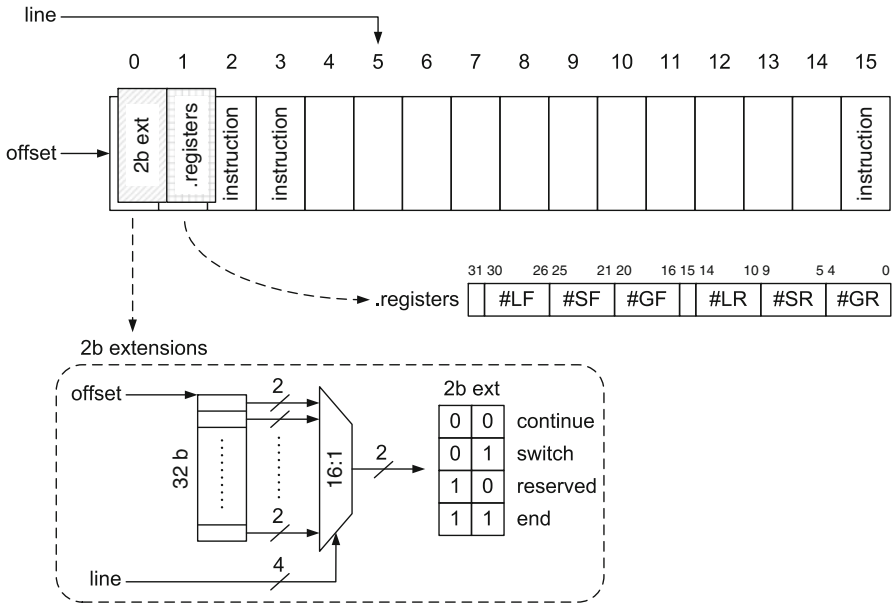 line
0 1 2 3 4 5 6 7 8 9 10 11 12 13 14 15
offset
2b ext
.registers
instruction
instruction
instruction
31 30 26 25 21 20 16 15 14 10 9 5 4 0
.registers #LF #SF #GF #LR #SR #GR
2b extensions
offset
2
2b ext
0 0 continue
0 1 switch
1 0 reserved
1 1 end
32 b
16:1
2
2
line
4